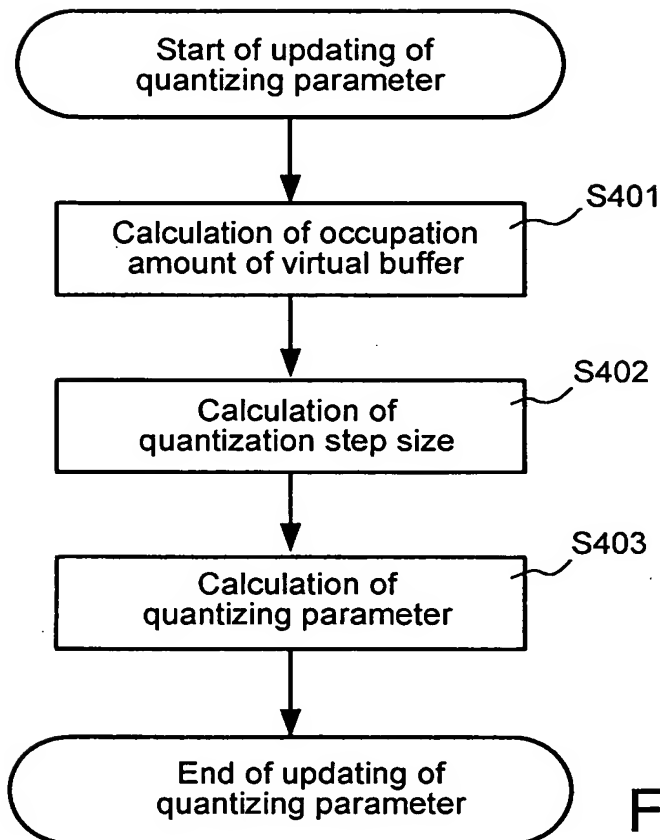 Start of updating of
quantizing parameter
S401
Calculation of occupation
amount of virtual buffer
S402
Calculation of
quantization step size
S403
Calculation of
quantizing parameter
End of updating of
quantizing parameter
F